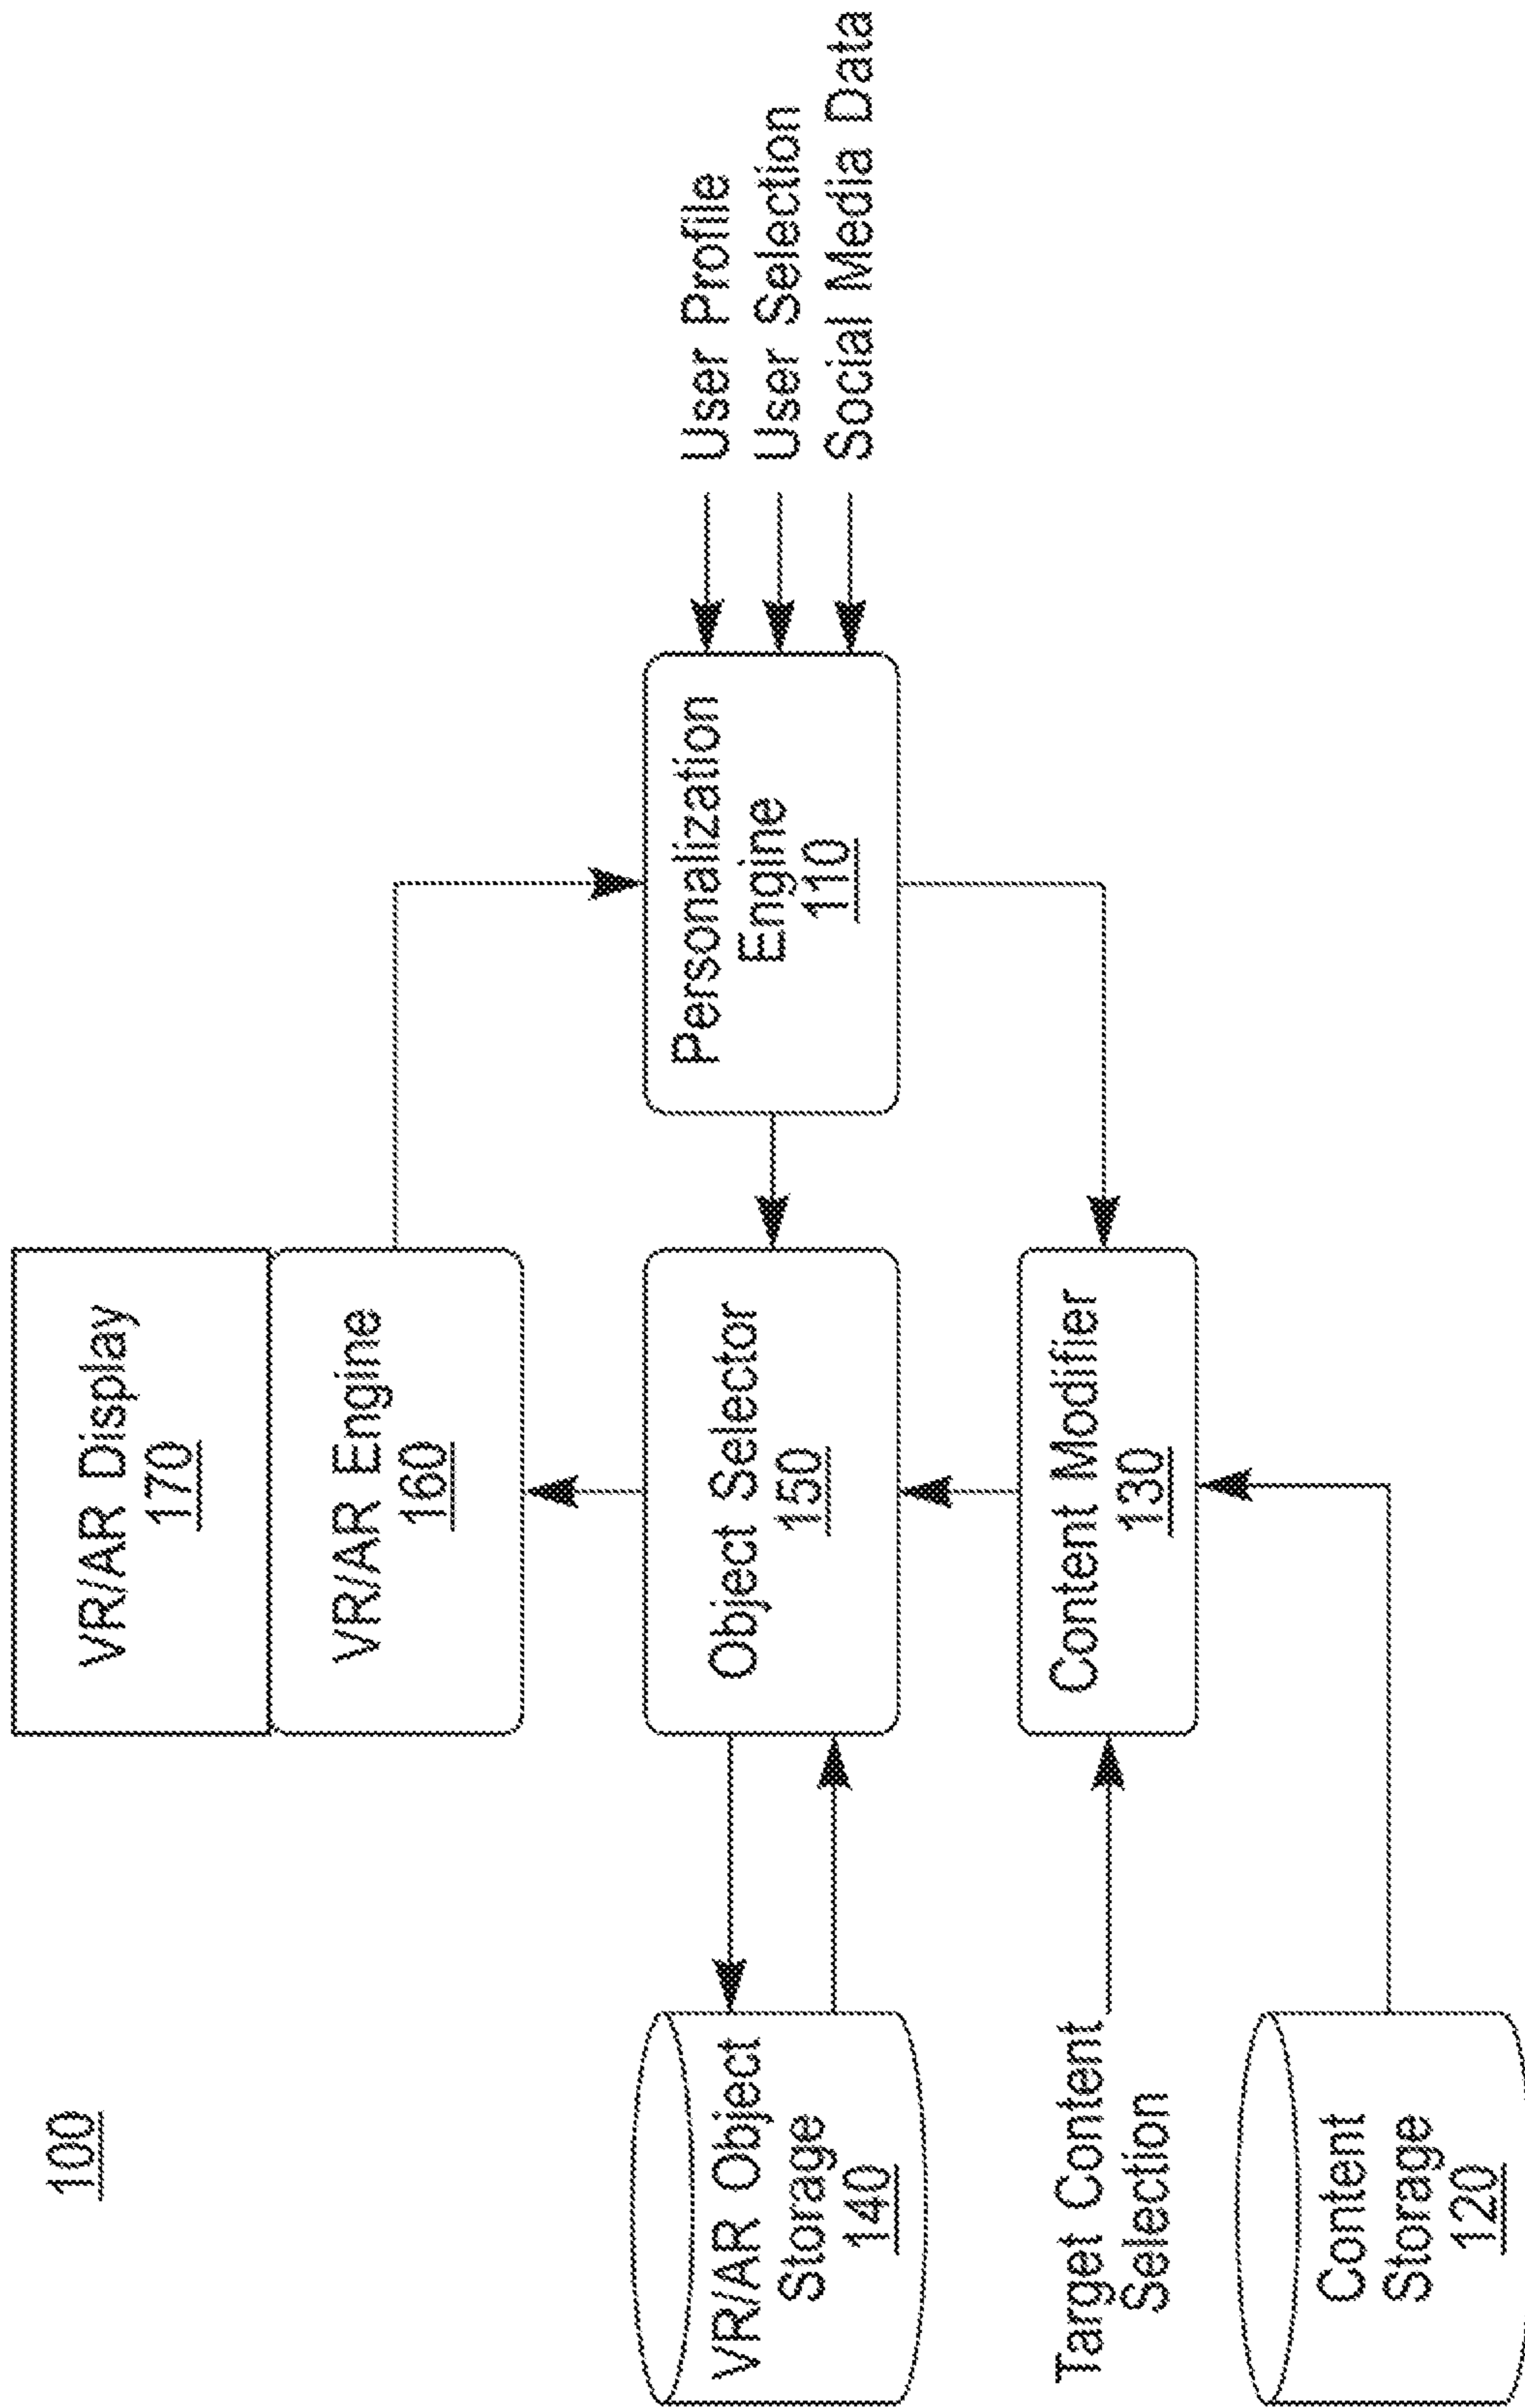 100
VR/AR Display
170
VR/AR Engine
160
VR/AR Object
Storage
140
Object Selector
150
Personalization
Engine
110
User Profile
User Selection
Social Media Data
Target Content
Selection
Content Modifier
130
Content
Storage
120